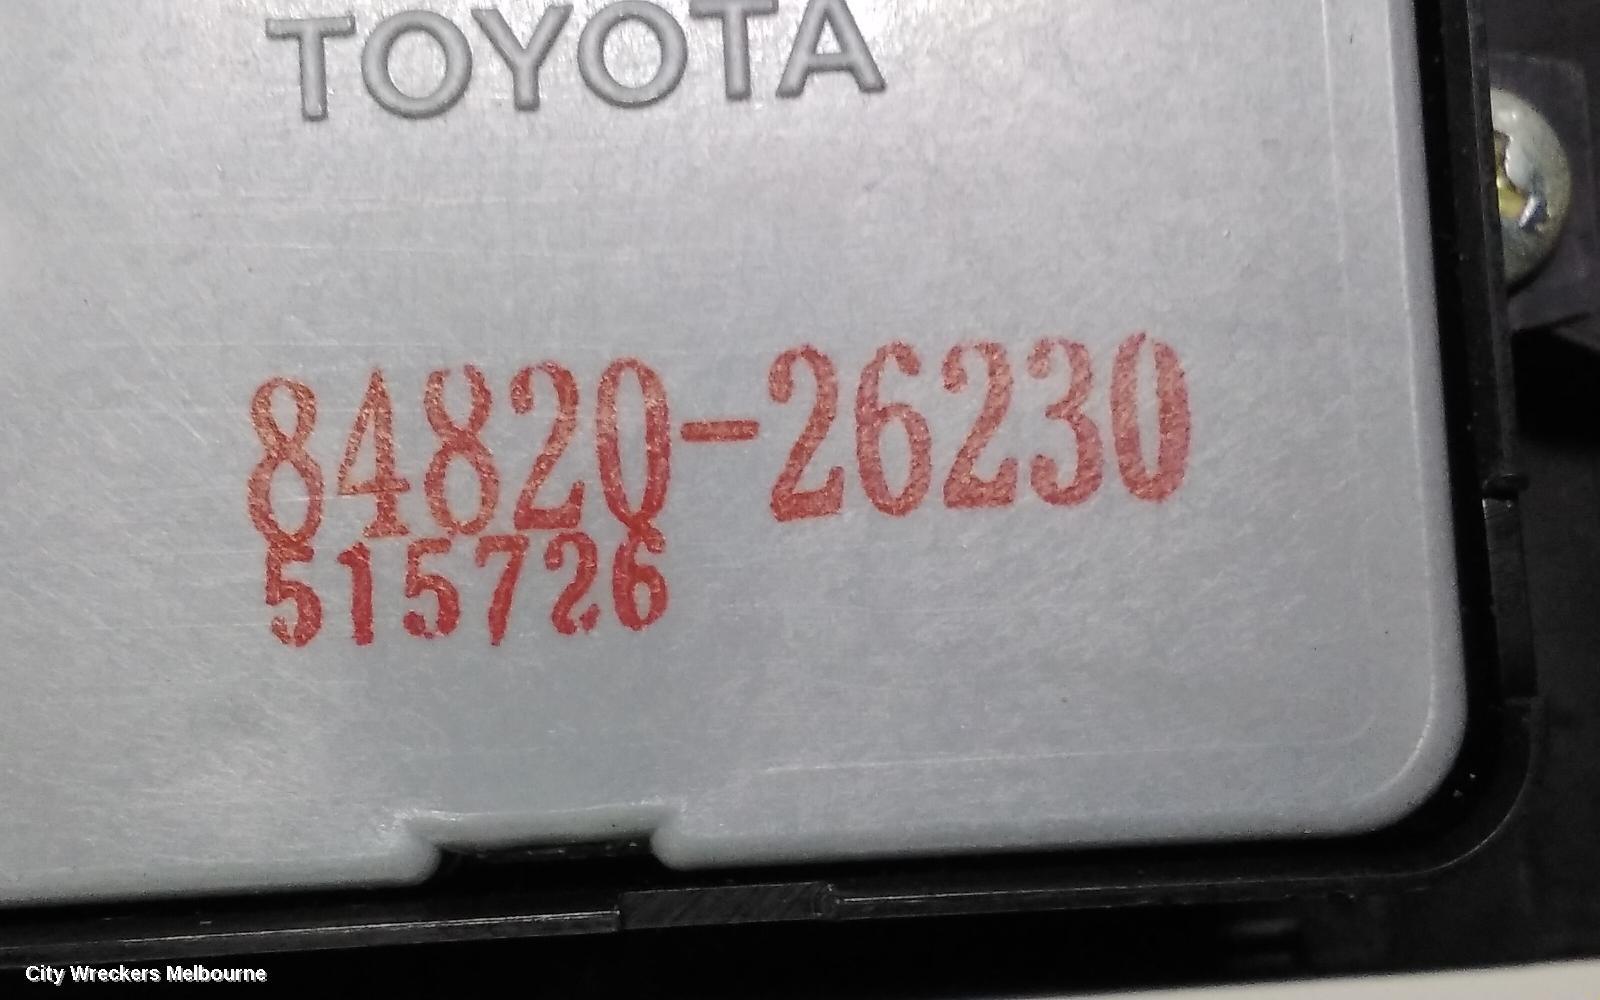 TOYOTA
84820-26230
515726
City Wreckers Melbourne